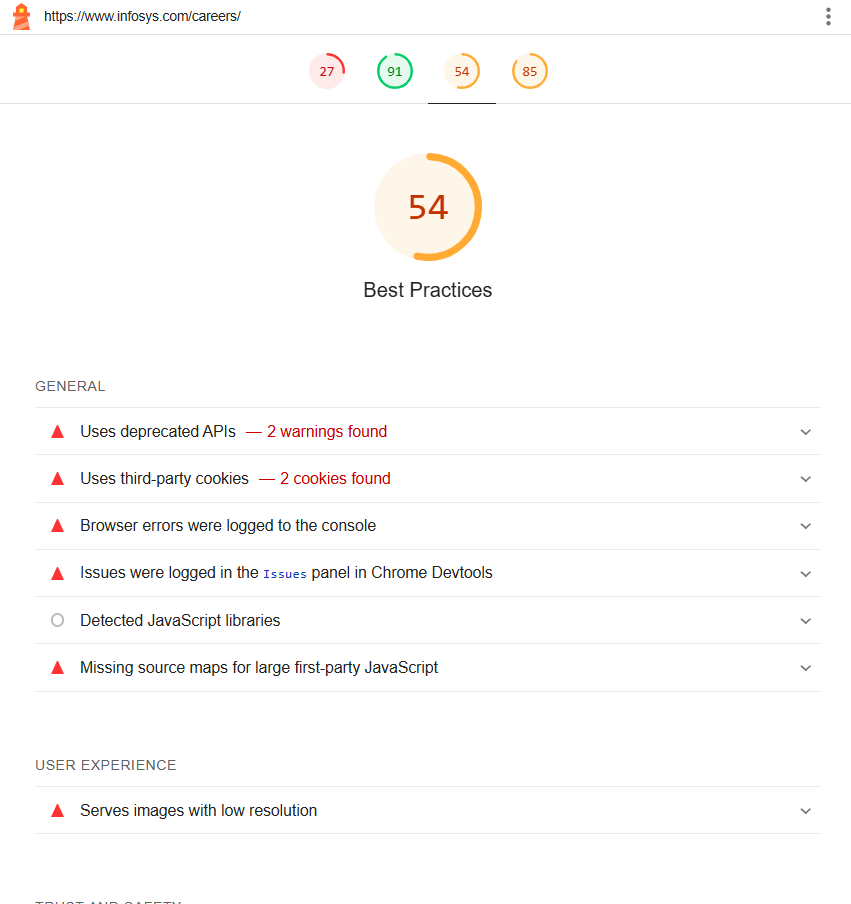 https://www.infosys.com/careers/
27 91 54 85
54
Best Practices
GENERAL
Uses deprecated APIs — 2 warnings found
Uses third-party cookies — 2 cookies found
Browser errors were logged to the console
Issues were logged in the Issues panel in Chrome Devtools
Detected JavaScript libraries
Missing source maps for large first-party JavaScript
USER EXPERIENCE
Serves images with low resolution
TRUST AND SAFETY